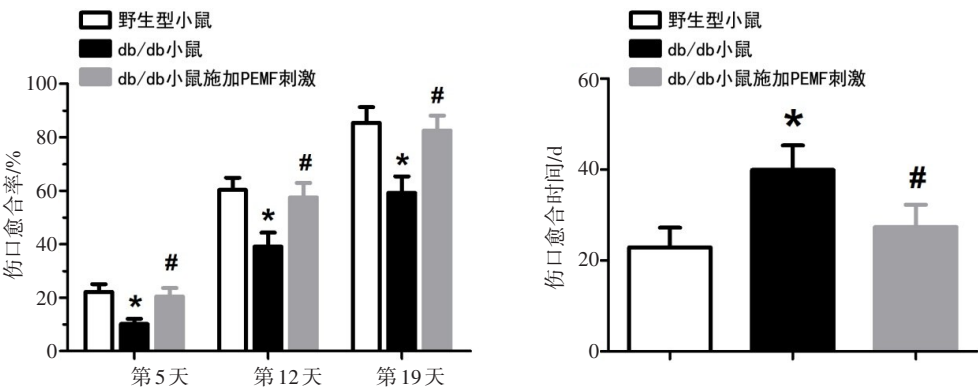 野生型小鼠
db/db小鼠
db/db小鼠施加PEMF刺激
伤口愈合率/%
100
80
60
40
20
0
*
#
*
#
*
#
第5天
第12天
第19天
野生型小鼠
db/db小鼠
db/db小鼠施加PEMF刺激
伤口愈合时间/d
60
40
20
0
*
#